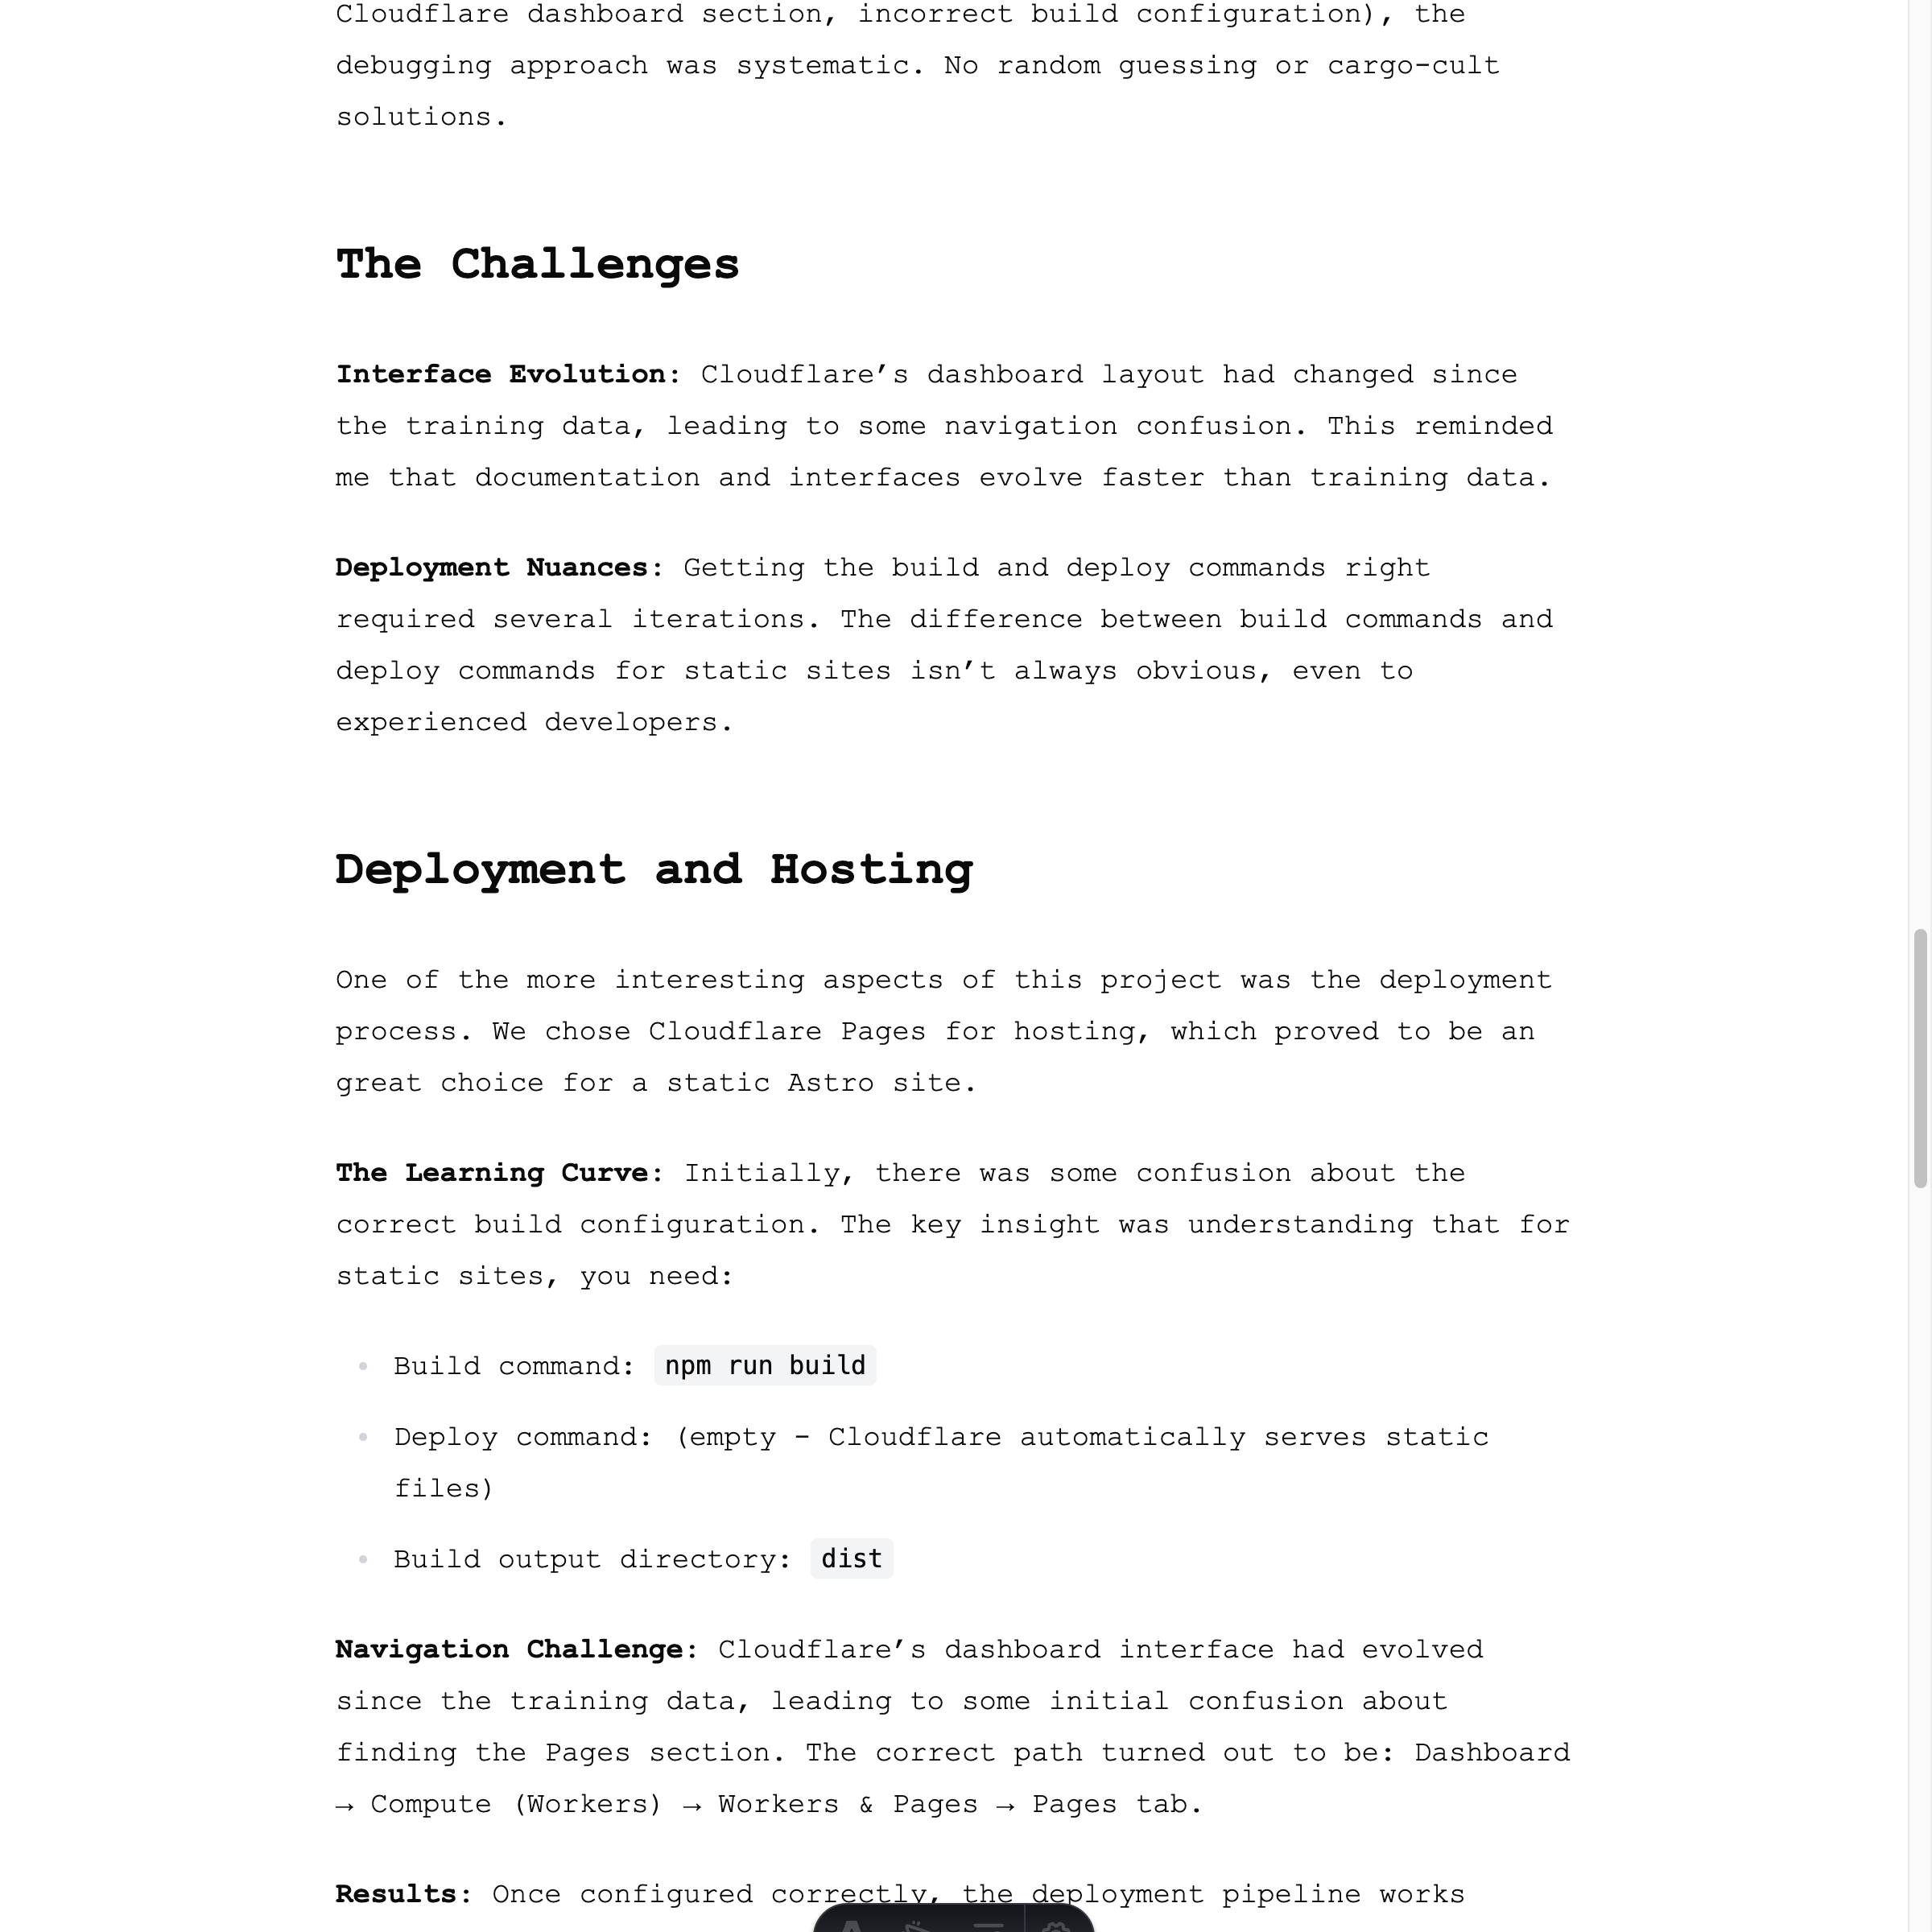 Cloudflare dashboard section, incorrect build configuration), the
debugging approach was systematic. No random guessing or cargo-cult
solutions.
The Challenges
Interface Evolution: Cloudflare’s dashboard layout had changed since
the training data, leading to some navigation confusion. This reminded
me that documentation and interfaces evolve faster than training data.
Deployment Nuances: Getting the build and deploy commands right
required several iterations. The difference between build commands and
deploy commands for static sites isn’t always obvious, even to
experienced developers.
Deployment and Hosting
One of the more interesting aspects of this project was the deployment
process. We chose Cloudflare Pages for hosting, which proved to be an
great choice for a static Astro site.
The Learning Curve: Initially, there was some confusion about the
correct build configuration. The key insight was understanding that for
static sites, you need:
• Build command: npm run build
• Deploy command: (empty - Cloudflare automatically serves static
files)
• Build output directory: dist
Navigation Challenge: Cloudflare’s dashboard interface had evolved
since the training data, leading to some initial confusion about
finding the Pages section. The correct path turned out to be: Dashboard
→ Compute (Workers) → Workers & Pages → Pages tab.
Results: Once configured correctly, the deployment pipeline works